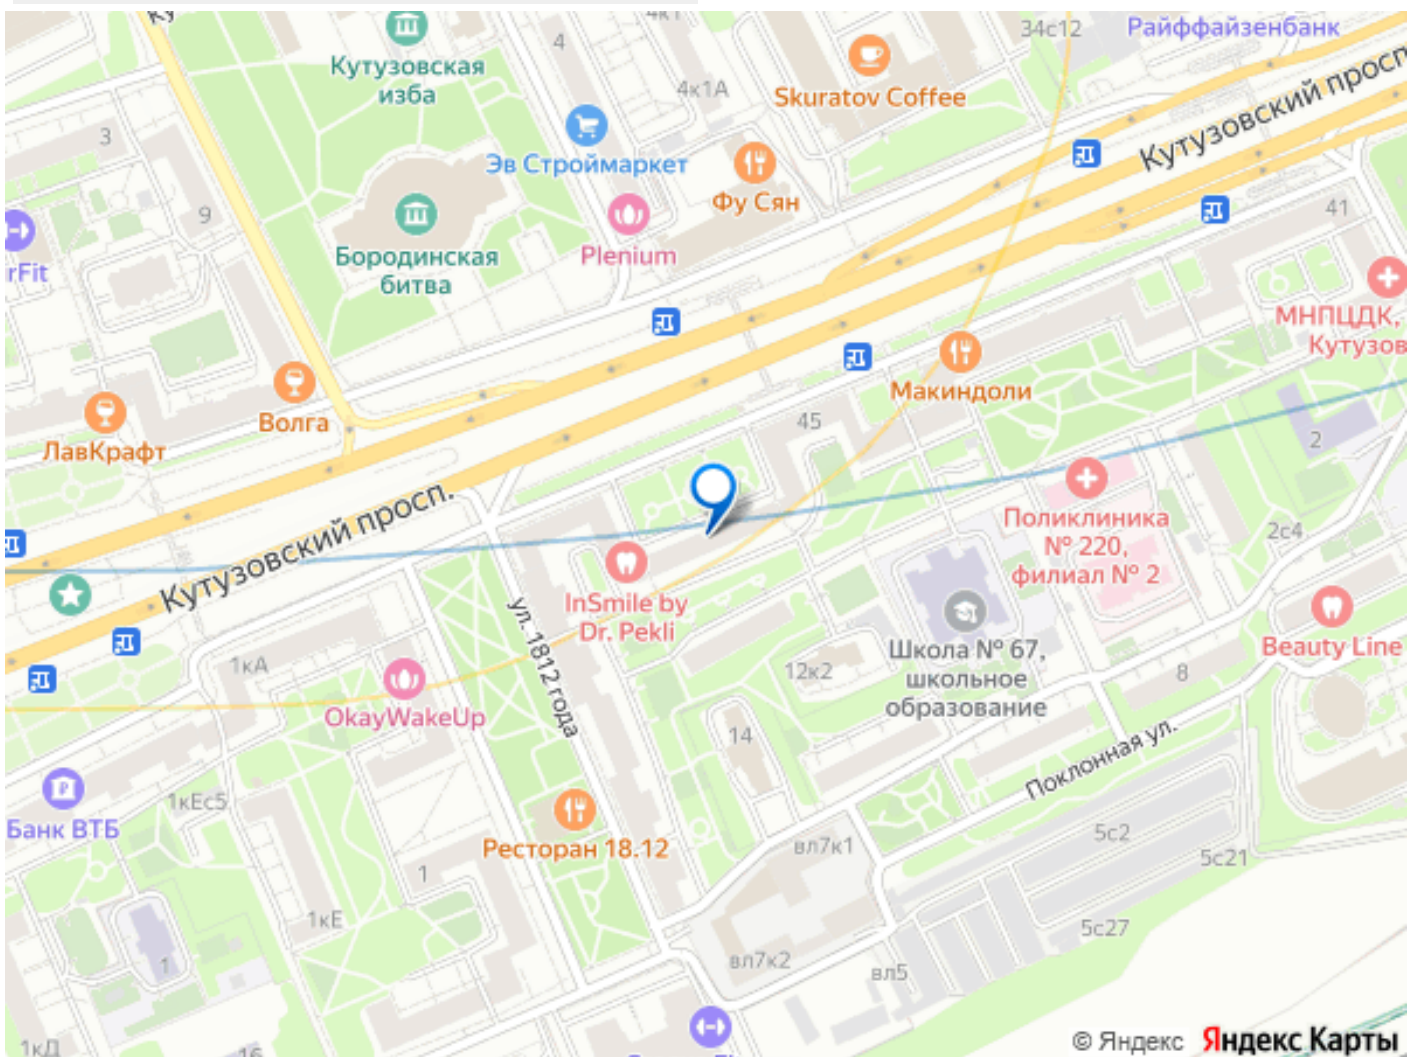 4к1
34с12
Райффайзенбанк
4
Кутузовская
изба
4к1А
Skuratov Coffee
Кутузовский просп
3
Эв Строймаркет
Фу Сян
9
41
Plenium
rFit
Бородинская
битва
МНПЦДК,
Кутузов
Макиндоли
Волга
45
ЛавКрафт
2
Кутузовский просп.
Поликлиника
№ 220,
филиал № 2
2с4
InSmile by
Dr. Pekli
ул. 1812 года
Школа № 67,
школьное
образование
Beauty Line
1кА
12к2
8
OkayWakeUp
14
Поклонная ул.
1кЕс5
Банк ВТБ
Ресторан 18.12
вл7к1
5с2
5с21
1
1кЕ
5с27
1
вл7к2
вл5
1кД
16
© Яндекс Яндекс Карты